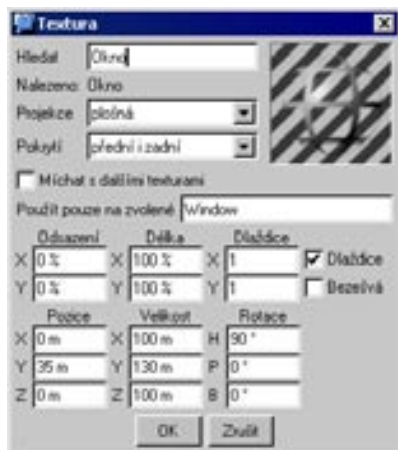 Textura
Hledat Okno
Nalezeno: Okno
Projekce plošná
Pokrytí přední i zadní
Míchat s dalšími texturami
Použít pouze na zvolené Window
Odsazení Délka Dlaždice
X 0 % X 100 % X 1 Dlaždice
Y 0 % Y 100 % Y 1 Bezešvá
Pozice Velikost Rotace
X 0 m X 100 m H 90 °
Y 35 m Y 130 m P 0 °
Z 0 m Z 100 m B 0 °
OK Zrušit